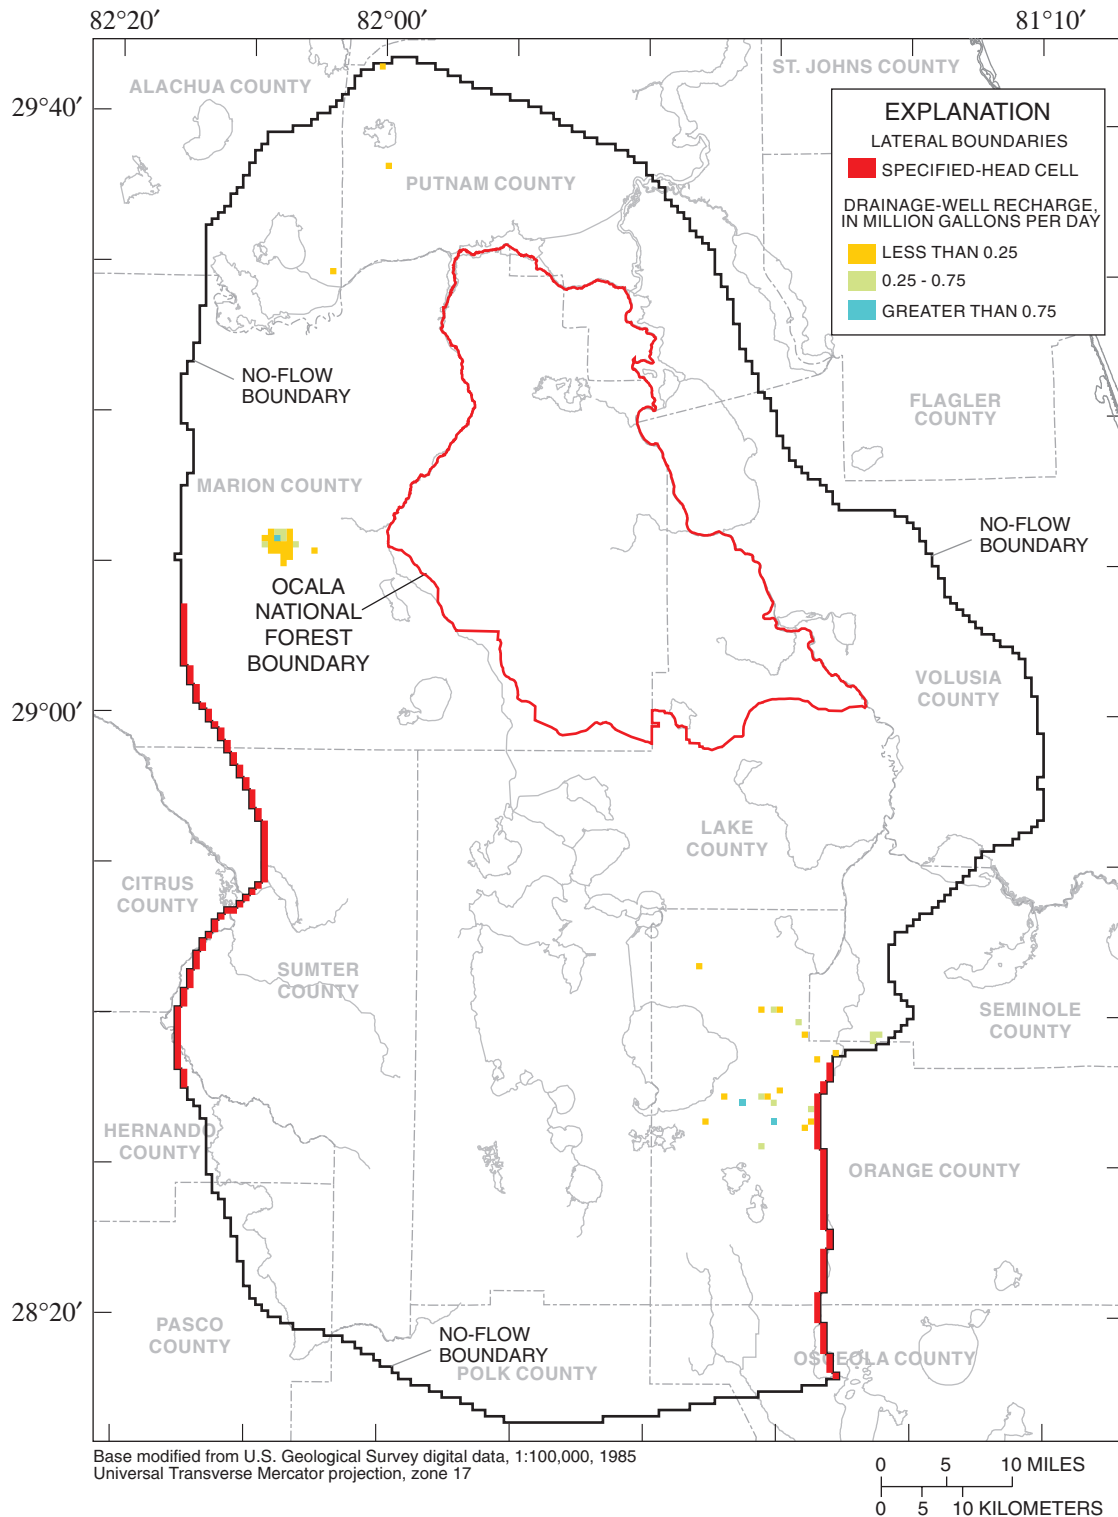 82°20′
82°00′
81°10′
29°40′
29°00′
28°20′
ALACHUA COUNTY
ST. JOHNS COUNTY
PUTNAM COUNTY
EXPLANATION
LATERAL BOUNDARIES
SPECIFIED-HEAD CELL
DRAINAGE-WELL RECHARGE,
IN MILLION GALLONS PER DAY
LESS THAN 0.25
0.25 - 0.75
GREATER THAN 0.75
NO-FLOW
BOUNDARY
FLAGLER
COUNTY
MARION COUNTY
NO-FLOW
BOUNDARY
OCALA
NATIONAL
FOREST
BOUNDARY
VOLUSIA
COUNTY
LAKE
COUNTY
CITRUS
COUNTY
SUMTER
COUNTY
SEMINOLE
COUNTY
HERNANDO
COUNTY
ORANGE COUNTY
PASCO
COUNTY
NO-FLOW
BOUNDARY
POLK COUNTY
OSCEOLA COUNTY
Base modified from U.S. Geological Survey digital data, 1:100,000, 1985
Universal Transverse Mercator projection, zone 17
0 5 10 MILES
0 5 10 KILOMETERS